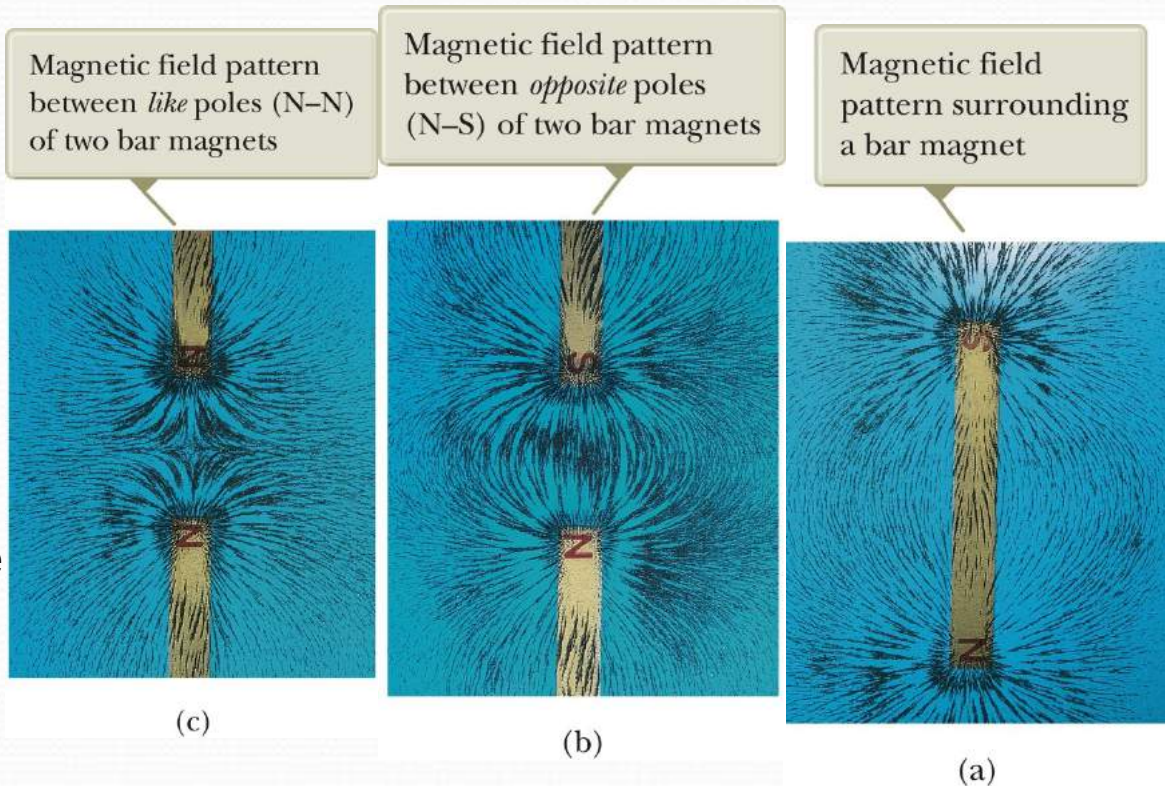 Magnetic field pattern
between like poles (N–N)
of two bar magnets
Magnetic field pattern
between opposite poles
(N–S) of two bar magnets
Magnetic field
pattern surrounding
a bar magnet
N
N
S
N
S
N
e
(c)
(b)
(a)